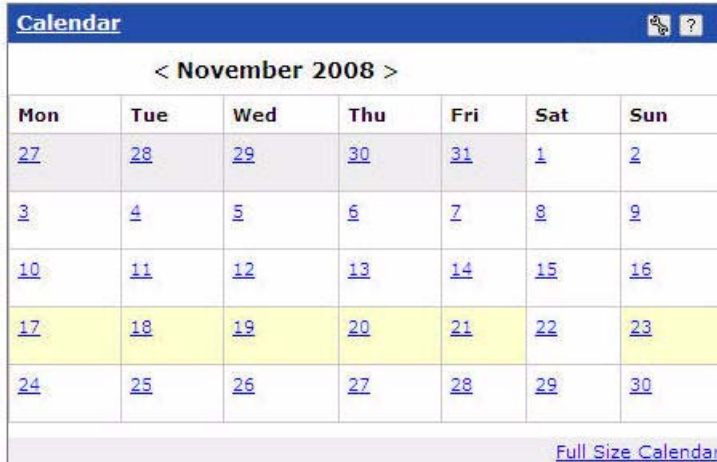 Calendar ?
< November 2008 >
Mon Tue Wed Thu Fri Sat Sun
27 28 29 30 31 1 2
3 4 5 6 7 8 9
10 11 12 13 14 15 16
17 18 19 20 21 22 23
24 25 26 27 28 29 30
Full Size Calendar